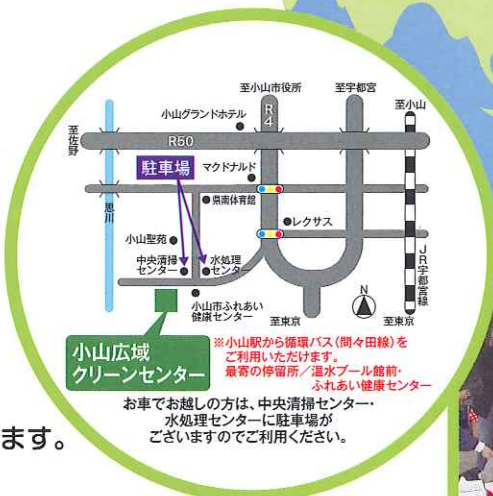 至小山市役所
至宇都宮
至小山
小山グランドホテル
R4
至佐野
R50
駐車場
マクドナルド
県南体育館
思川
レクサス
小山聖苑
中央清掃
センター
水処理
センター
JR宇都宮線
N
小山市ふれあい
健康センター
至東京
至東京
小山広域
クリーンセンター
※小山駅から循環バス(間々田線)を
ご利用いただけます。
最寄の停留所／温水プール館前・
ふれあい健康センター
お車でお越しの方は、中央清掃センター・
水処理センターに駐車場が
ございますのでご利用ください。
ます。